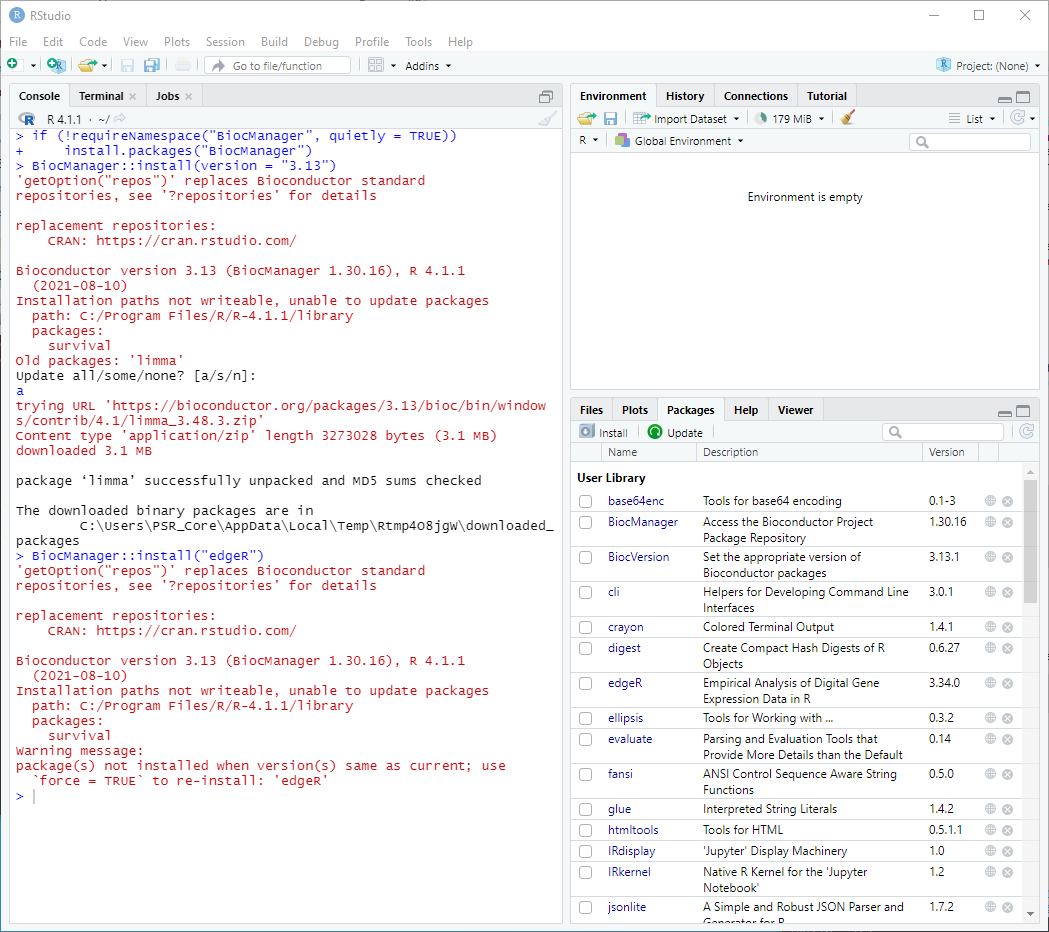 RStudio
File Edit Code View Plots Session Build Debug Profile Tools Help
Go to file/function
Addins
Project: (None)
Console Terminal Jobs
R 4.1.1 · ~/
> if (!requireNamespace("BiocManager", quietly = TRUE))
+     install.packages("BiocManager")
> BiocManager::install(version = "3.13")
'getOption("repos")' replaces Bioconductor standard
repositories, see '?repositories' for details
replacement repositories:
    CRAN: https://cran.rstudio.com/
Bioconductor version 3.13 (BiocManager 1.30.16), R 4.1.1
  (2021-08-10)
Installation paths not writeable, unable to update packages
  path: C:/Program Files/R/R-4.1.1/library
  packages:
    survival
Old packages: 'limma'
Update all/some/none? [a/s/n]:
a
trying URL 'https://bioconductor.org/packages/3.13/bioc/bin/window
s/contrib/4.1/limma_3.48.3.zip'
Content type 'application/zip' length 3273028 bytes (3.1 MB)
downloaded 3.1 MB
package ‘limma’ successfully unpacked and MD5 sums checked
The downloaded binary packages are in
        C:\Users\PSR_Core\AppData\Local\Temp\Rtmp4O8jgW\downloaded_
packages
> BiocManager::install("edgeR")
'getOption("repos")' replaces Bioconductor standard
repositories, see '?repositories' for details
replacement repositories:
    CRAN: https://cran.rstudio.com/
Bioconductor version 3.13 (BiocManager 1.30.16), R 4.1.1
  (2021-08-10)
Installation paths not writeable, unable to update packages
  path: C:/Program Files/R/R-4.1.1/library
  packages:
    survival
Warning message:
package(s) not installed when version(s) same as current; use
  `force = TRUE` to re-install: 'edgeR'
>
Environment History Connections Tutorial
Import Dataset 179 MiB List
R Global Environment
Environment is empty
Files Plots Packages Help Viewer
Install Update
Name Description Version
User Library
base64enc Tools for base64 encoding 0.1-3
BiocManager Access the Bioconductor Project 1.30.16
Package Repository
BiocVersion Set the appropriate version of 3.13.1
Bioconductor packages
cli Helpers for Developing Command Line 3.0.1
Interfaces
crayon Colored Terminal Output 1.4.1
digest Create Compact Hash Digests of R 0.6.27
Objects
edgeR Empirical Analysis of Digital Gene 3.34.0
Expression Data in R
ellipsis Tools for Working with ... 0.3.2
evaluate Parsing and Evaluation Tools that 0.14
Provide More Details than the Default
fansi ANSI Control Sequence Aware String 0.5.0
Functions
glue Interpreted String Literals 1.4.2
htmltools Tools for HTML 0.5.1.1
IRdisplay 'Jupyter' Display Machinery 1.0
IRkernel Native R Kernel for the 'Jupyter 1.2
Notebook'
jsonlite A Simple and Robust JSON Parser and 1.7.2
Generator for R